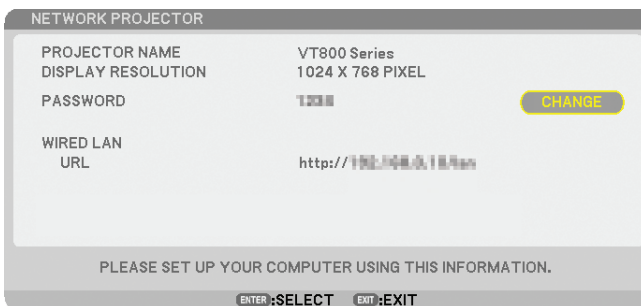 NETWORK PROJECTOR
PROJECTOR NAME VT800 Series
DISPLAY RESOLUTION 1024 X 768 PIXEL
PASSWORD CHANGE
WIRED LAN
URL http://
PLEASE SET UP YOUR COMPUTER USING THIS INFORMATION.
ENTER :SELECT EXIT :EXIT